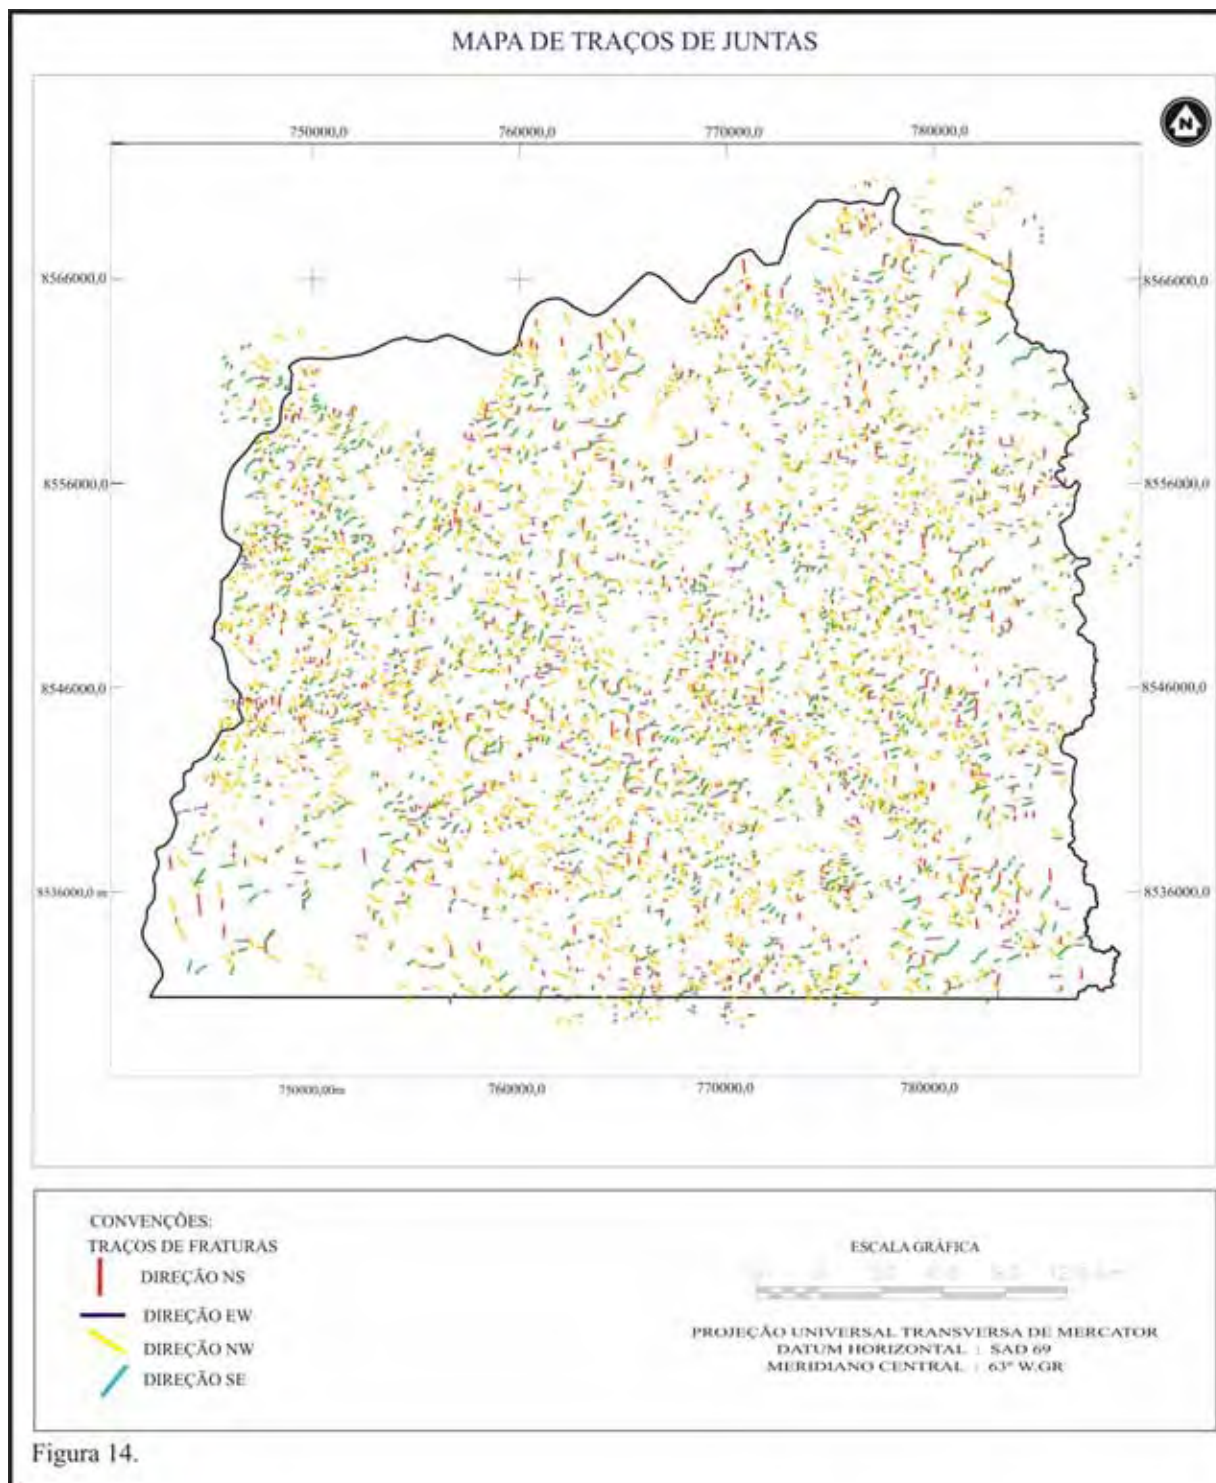 MAPA DE TRAÇOS DE JUNTAS
N
750000,0 760000,0 770000,0 780000,0
8566000,0 8566000,0
8556000,0 8556000,0
8546000,0 8546000,0
8536000,0 m 8536000,0
750000,00m 760000,0 770000,0 780000,0
CONVENÇÕES:
TRAÇOS DE FRATURAS
DIREÇÃO NS
DIREÇÃO EW
DIREÇÃO NW
DIREÇÃO SE
ESCALA GRÁFICA
PROJEÇÃO UNIVERSAL TRANSVERSA DE MERCATOR
DATUM HORIZONTAL : SAD 69
MERIDIANO CENTRAL : 63° W.GR
Figura 14.